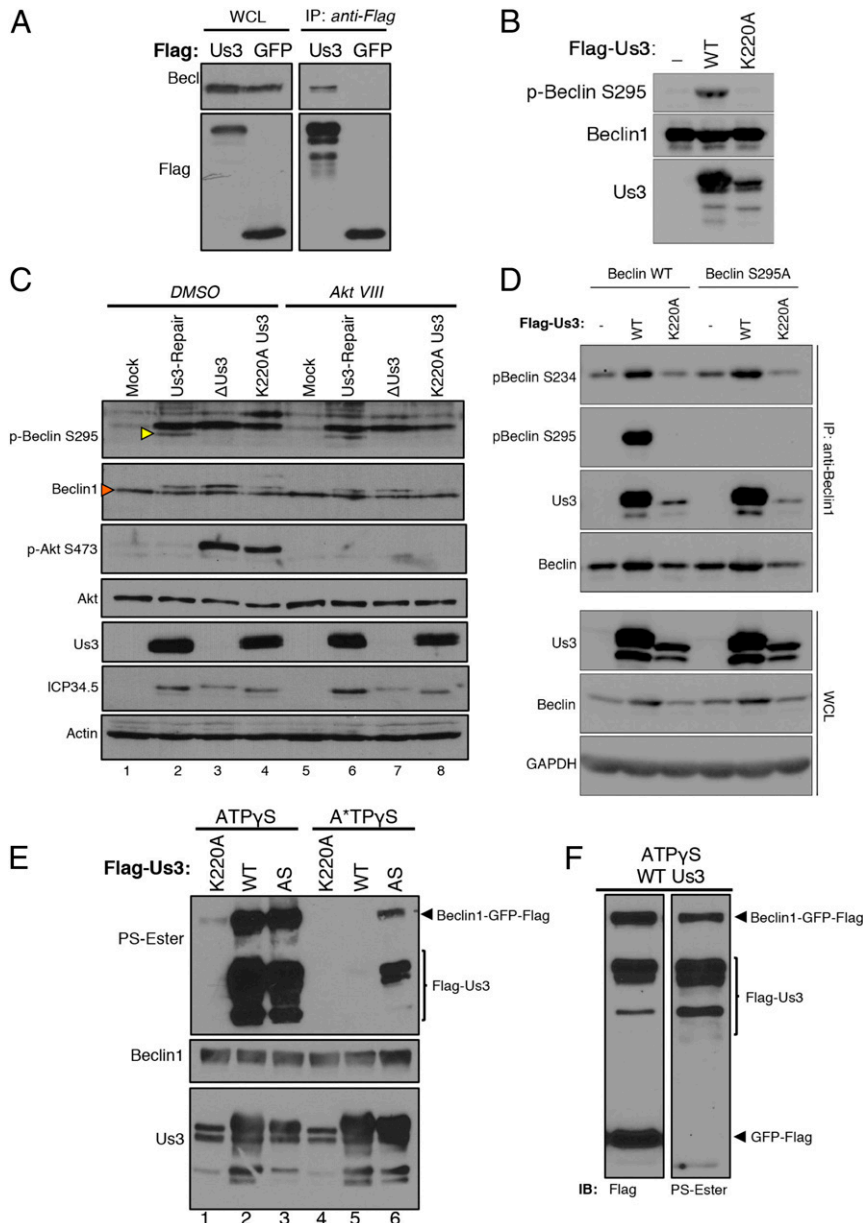 A
WCL IP: anti-Flag
Flag: Us3 GFP Us3 GFP
Becl
Flag
B
Flag-Us3: – WT K220A
p-Beclin S295
Beclin1
Us3
C
DMSO Akt VIII
Mock Us3-Repair ΔUs3 K220A Us3 Mock Us3-Repair ΔUs3 K220A Us3
p-Beclin S295
Beclin1
p-Akt S473
Akt
Us3
ICP34.5
Actin
1 2 3 4 5 6 7 8
D
Beclin WT Beclin S295A
Flag-Us3: - WT K220A - WT K220A
pBeclin S234
pBeclin S295
Us3
Beclin
IP: anti-Beclin1
Us3
Beclin
GAPDH
WCL
E
ATPγS A*TPγS
Flag-Us3: K220A WT AS K220A WT AS
PS-Ester
Beclin1-GFP-Flag
Flag-Us3
Beclin1
Us3
1 2 3 4 5 6
F
ATPγS
WT Us3
Beclin1-GFP-Flag
Flag-Us3
GFP-Flag
IB: Flag PS-Ester